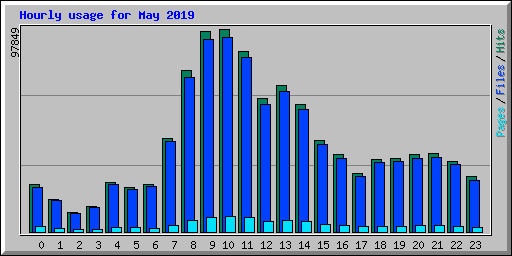 Hourly usage for May 2019
97849
Pages / Files / Hits
0 1 2 3 4 5 6 7 8 9 10 11 12 13 14 15 16 17 18 19 20 21 22 23